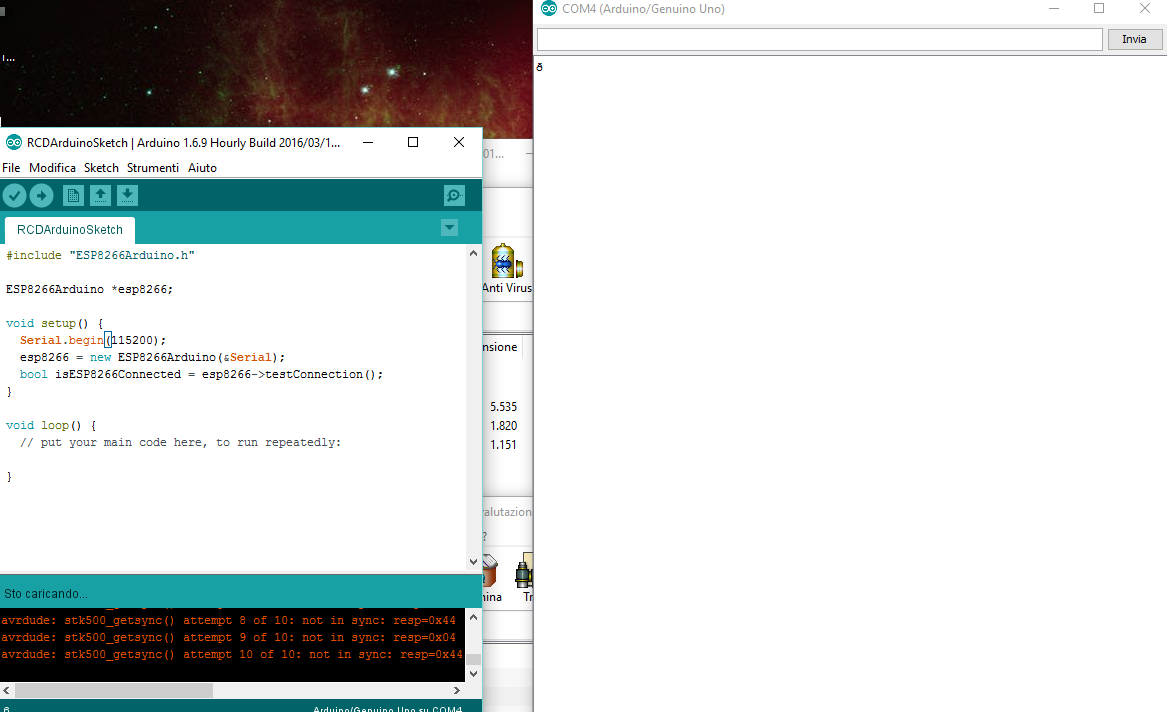 COM4 (Arduino/Genuino Uno)
Invia
ð
ı...
RCDArduinoSketch | Arduino 1.6.9 Hourly Build 2016/03/1...
01...
File Modifica Sketch Strumenti Aiuto
RCDArduinoSketch
#include "ESP8266Arduino.h"
ESP8266Arduino *esp8266;
void setup() {
Serial.begin(115200);
esp8266 = new ESP8266Arduino(&Serial);
bool isESP8266Connected = esp8266->testConnection();
}
void loop() {
// put your main code here, to run repeatedly:
}
Anti Virus
nsione
5.535
1.820
1.151
valutazion
?
nina
Tr
Sto caricando...
avrdude: stk500_getsync() attempt 8 of 10: not in sync: resp=0x44
avrdude: stk500_getsync() attempt 9 of 10: not in sync: resp=0x04
avrdude: stk500_getsync() attempt 10 of 10: not in sync: resp=0x44
6
Arduino/Genuino Uno su COM4